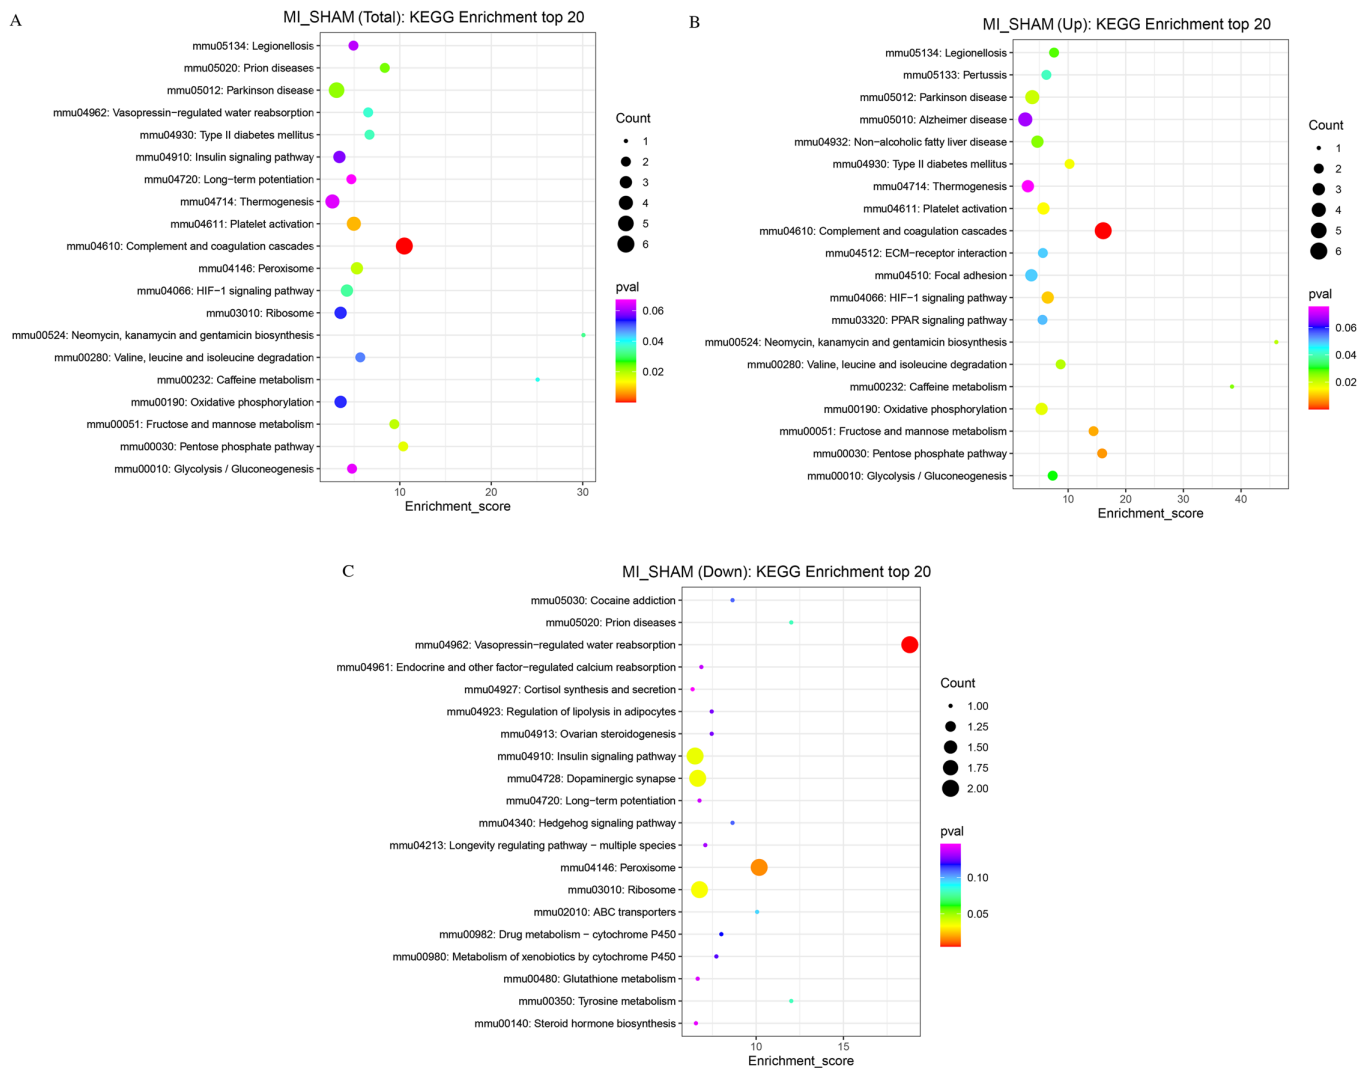 A
MI_SHAM (Total): KEGG Enrichment top 20
mmu05134: Legionellosis
mmu05020: Prion diseases
mmu05012: Parkinson disease
mmu04962: Vasopressin−regulated water reabsorption
mmu04930: Type II diabetes mellitus
mmu04910: Insulin signaling pathway
mmu04720: Long−term potentiation
mmu04714: Thermogenesis
mmu04611: Platelet activation
mmu04610: Complement and coagulation cascades
mmu04146: Peroxisome
mmu04066: HIF−1 signaling pathway
mmu03010: Ribosome
mmu00524: Neomycin, kanamycin and gentamicin biosynthesis
mmu00280: Valine, leucine and isoleucine degradation
mmu00232: Caffeine metabolism
mmu00190: Oxidative phosphorylation
mmu00051: Fructose and mannose metabolism
mmu00030: Pentose phosphate pathway
mmu00010: Glycolysis / Gluconeogenesis
10 20 30
Enrichment_score
Count
1
2
3
4
5
6
pval
0.06
0.04
0.02
B
MI_SHAM (Up): KEGG Enrichment top 20
mmu05134: Legionellosis
mmu05133: Pertussis
mmu05012: Parkinson disease
mmu05010: Alzheimer disease
mmu04932: Non−alcoholic fatty liver disease
mmu04930: Type II diabetes mellitus
mmu04714: Thermogenesis
mmu04611: Platelet activation
mmu04610: Complement and coagulation cascades
mmu04512: ECM−receptor interaction
mmu04510: Focal adhesion
mmu04066: HIF−1 signaling pathway
mmu03320: PPAR signaling pathway
mmu00524: Neomycin, kanamycin and gentamicin biosynthesis
mmu00280: Valine, leucine and isoleucine degradation
mmu00232: Caffeine metabolism
mmu00190: Oxidative phosphorylation
mmu00051: Fructose and mannose metabolism
mmu00030: Pentose phosphate pathway
mmu00010: Glycolysis / Gluconeogenesis
10 20 30 40
Enrichment_score
Count
1
2
3
4
5
6
pval
0.06
0.04
0.02
C
MI_SHAM (Down): KEGG Enrichment top 20
mmu05030: Cocaine addiction
mmu05020: Prion diseases
mmu04962: Vasopressin−regulated water reabsorption
mmu04961: Endocrine and other factor−regulated calcium reabsorption
mmu04927: Cortisol synthesis and secretion
mmu04923: Regulation of lipolysis in adipocytes
mmu04913: Ovarian steroidogenesis
mmu04910: Insulin signaling pathway
mmu04728: Dopaminergic synapse
mmu04720: Long−term potentiation
mmu04340: Hedgehog signaling pathway
mmu04213: Longevity regulating pathway − multiple species
mmu04146: Peroxisome
mmu03010: Ribosome
mmu02010: ABC transporters
mmu00982: Drug metabolism − cytochrome P450
mmu00980: Metabolism of xenobiotics by cytochrome P450
mmu00480: Glutathione metabolism
mmu00350: Tyrosine metabolism
mmu00140: Steroid hormone biosynthesis
10 15
Enrichment_score
Count
1.00
1.25
1.50
1.75
2.00
pval
0.10
0.05